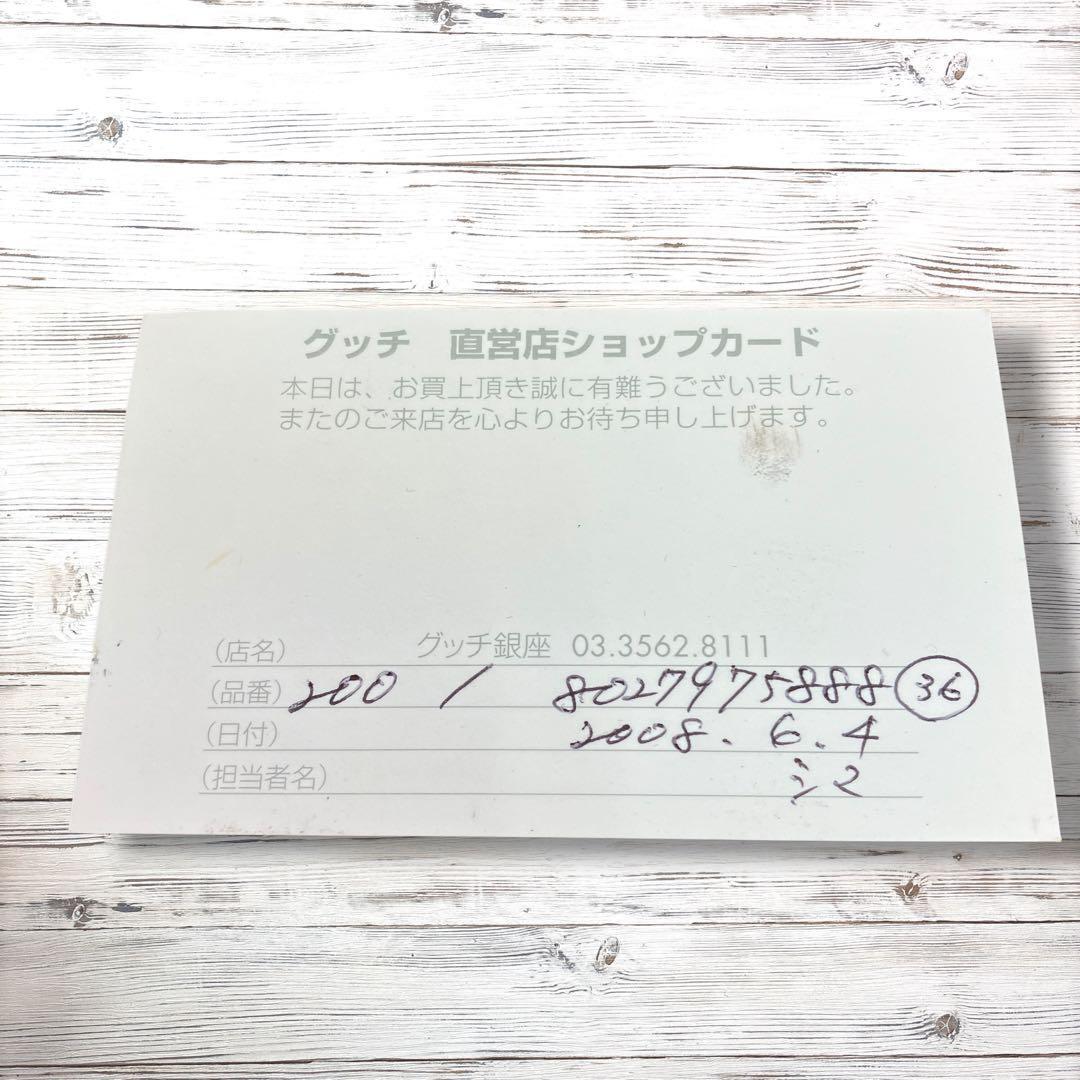 グッチ 直営店ショップカード
本日は、お買上頂き誠に有難うございました。
またのご来店を心よりお待ち申し上げます。
(店名) グッチ銀座 03.3562.8111
(品番) 200 / 8027975888 36
(日付) 2008.6.4
(担当者名) シマ